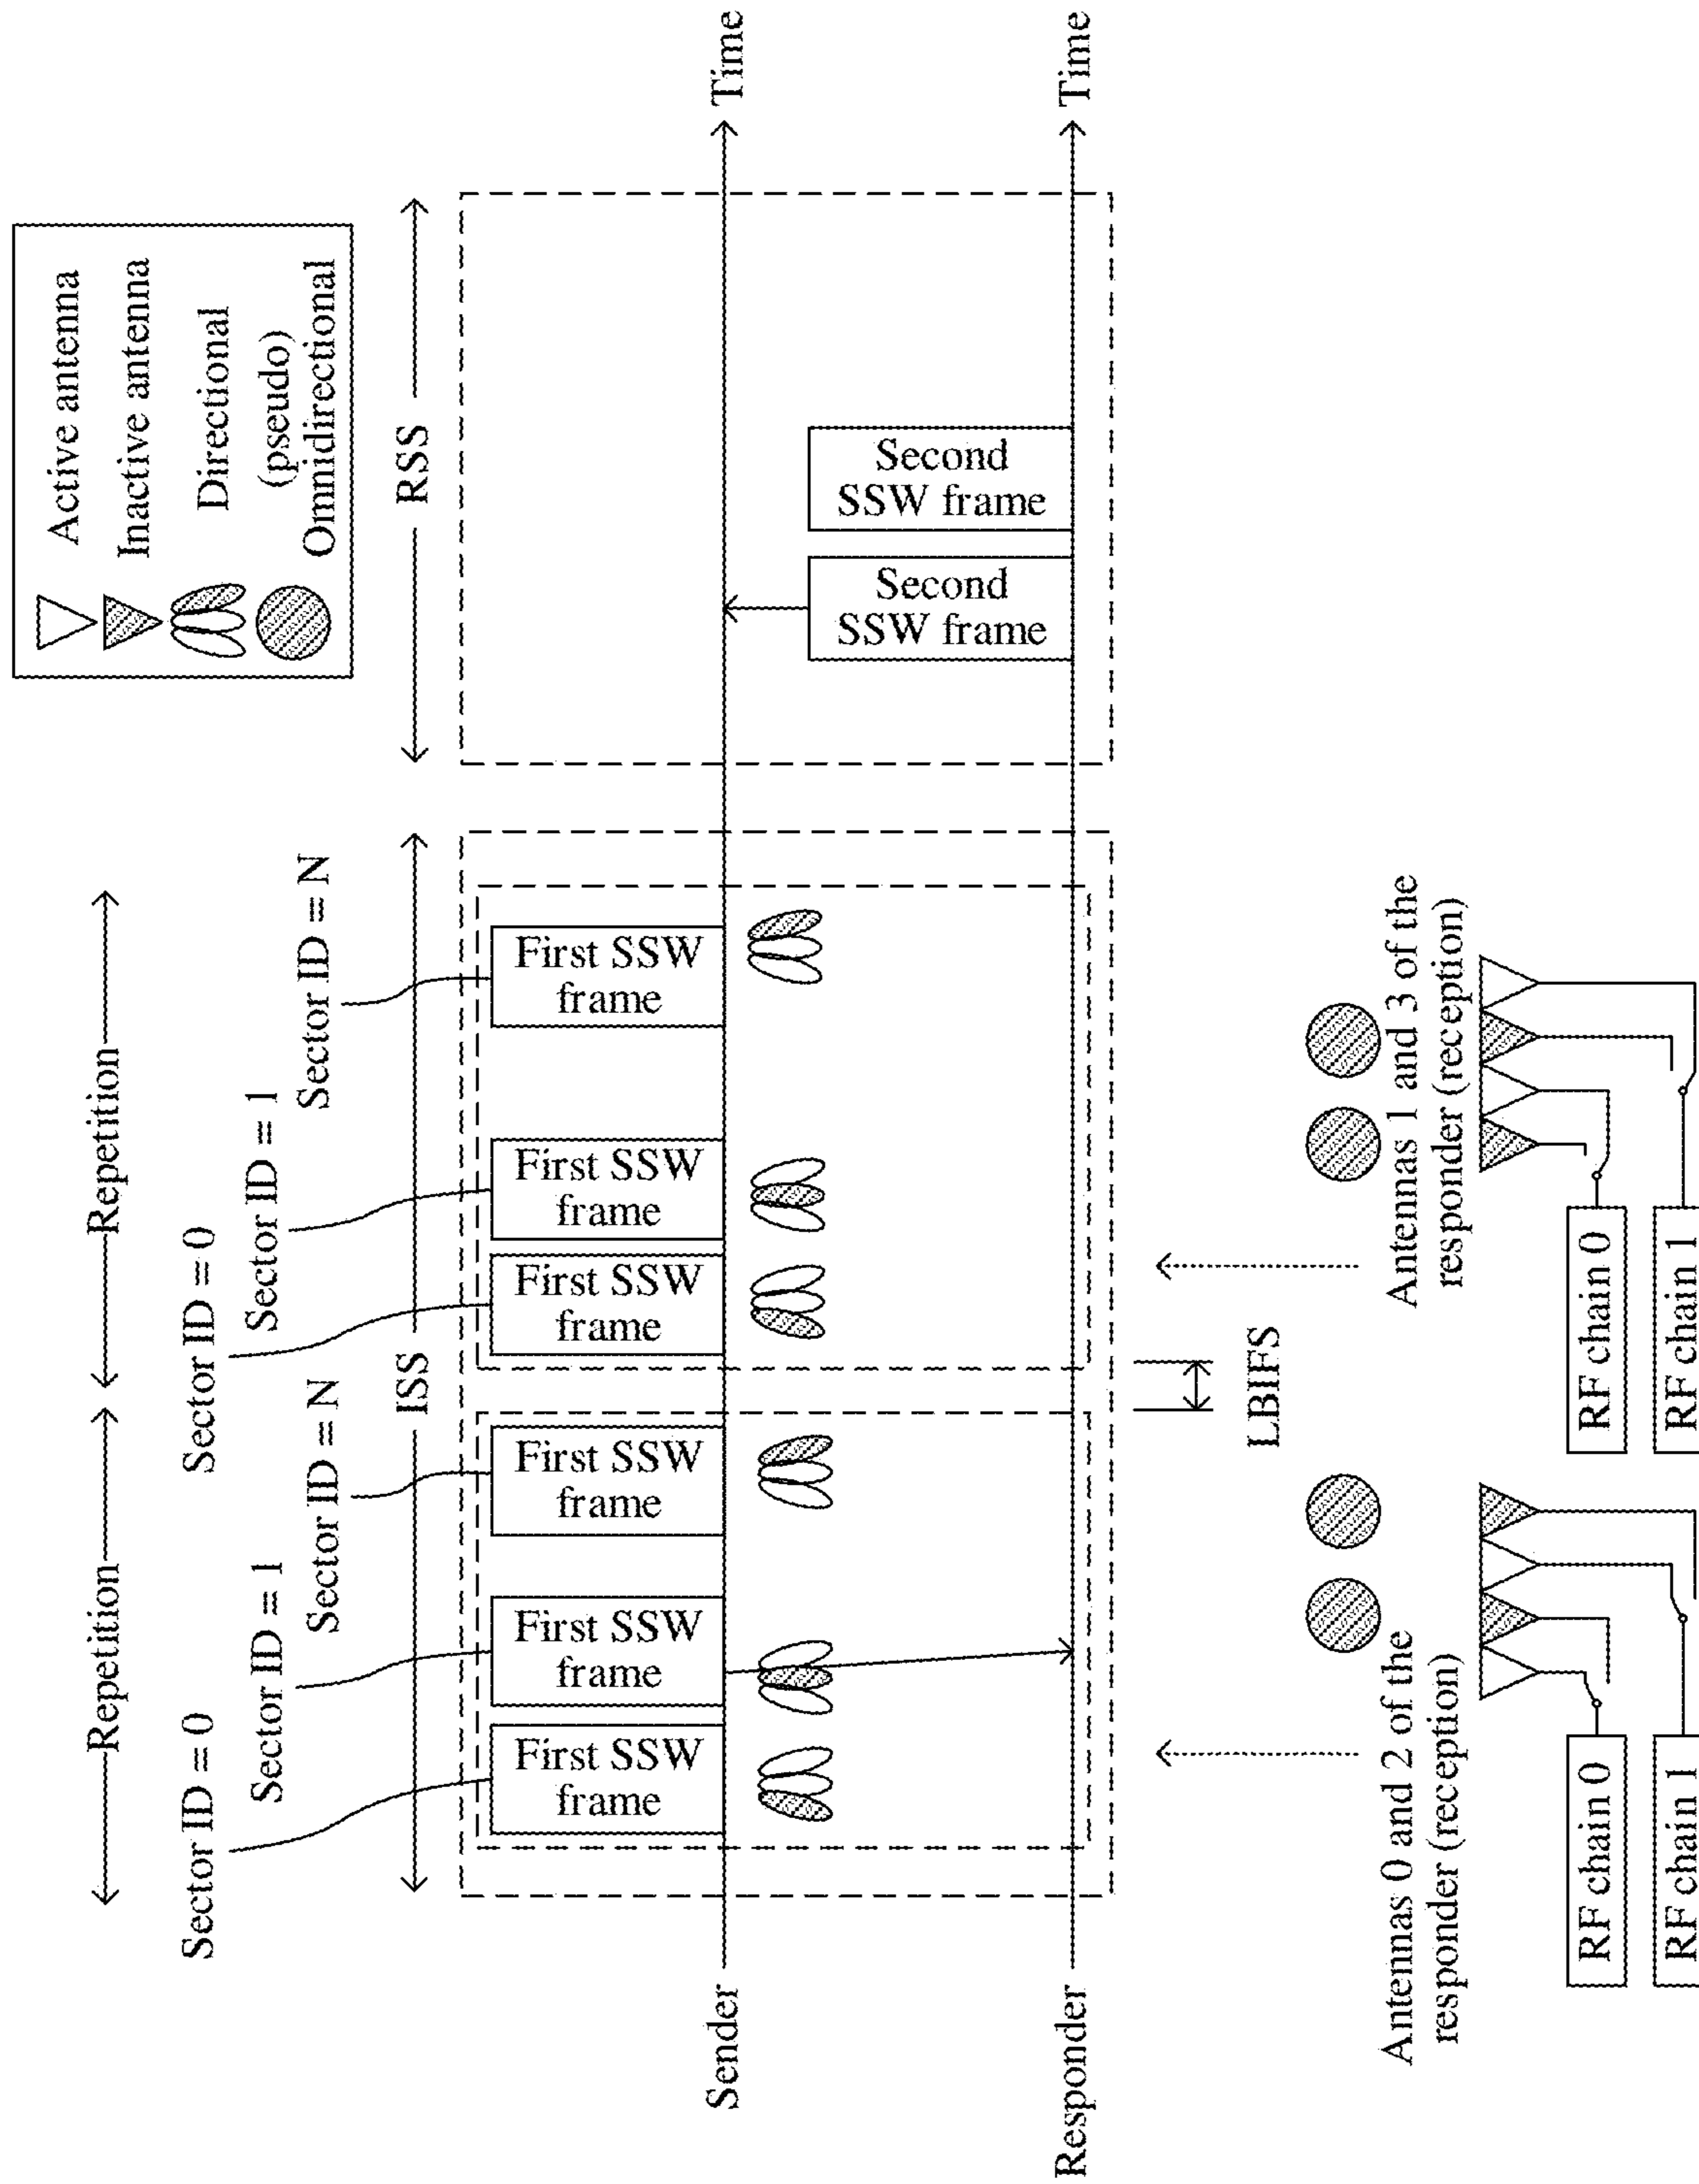 Active antenna
Inactive antenna
Directional
(pseudo)
Omnidirectional
Repetition
Repetition
Sector ID = 0
Sector ID = 1
Sector ID = N
Sector ID = 0
Sector ID = 1
Sector ID = N
ISS
RSS
First SSW
frame
First SSW
frame
First SSW
frame
First SSW
frame
First SSW
frame
First SSW
frame
Sender
Time
Second
SSW frame
Second
SSW frame
Responder
Time
LBIFS
Antennas 0 and 2 of the
responder (reception)
Antennas 1 and 3 of the
responder (reception)
RF chain 0
RF chain 1
RF chain 0
RF chain 1